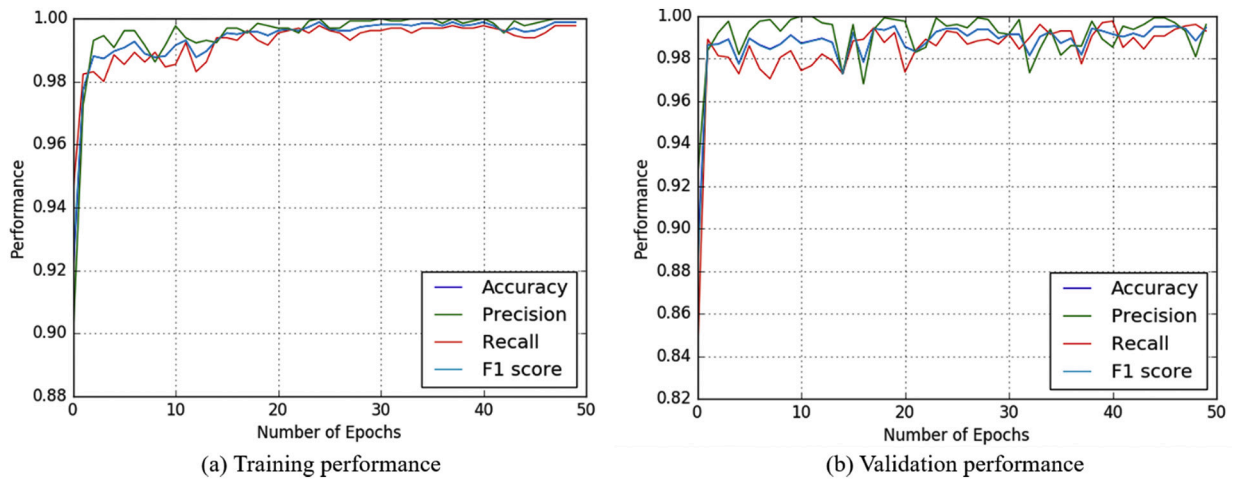 1.00
0.98
0.96
0.94
0.92
0.90
0.88
Performance
Accuracy
Precision
Recall
F1 score
0 10 20 30 40 50
Number of Epochs
(a) Training performance
1.00
0.98
0.96
0.94
0.92
0.90
0.88
0.86
0.84
0.82
Performance
Accuracy
Precision
Recall
F1 score
0 10 20 30 40 50
Number of Epochs
(b) Validation performance